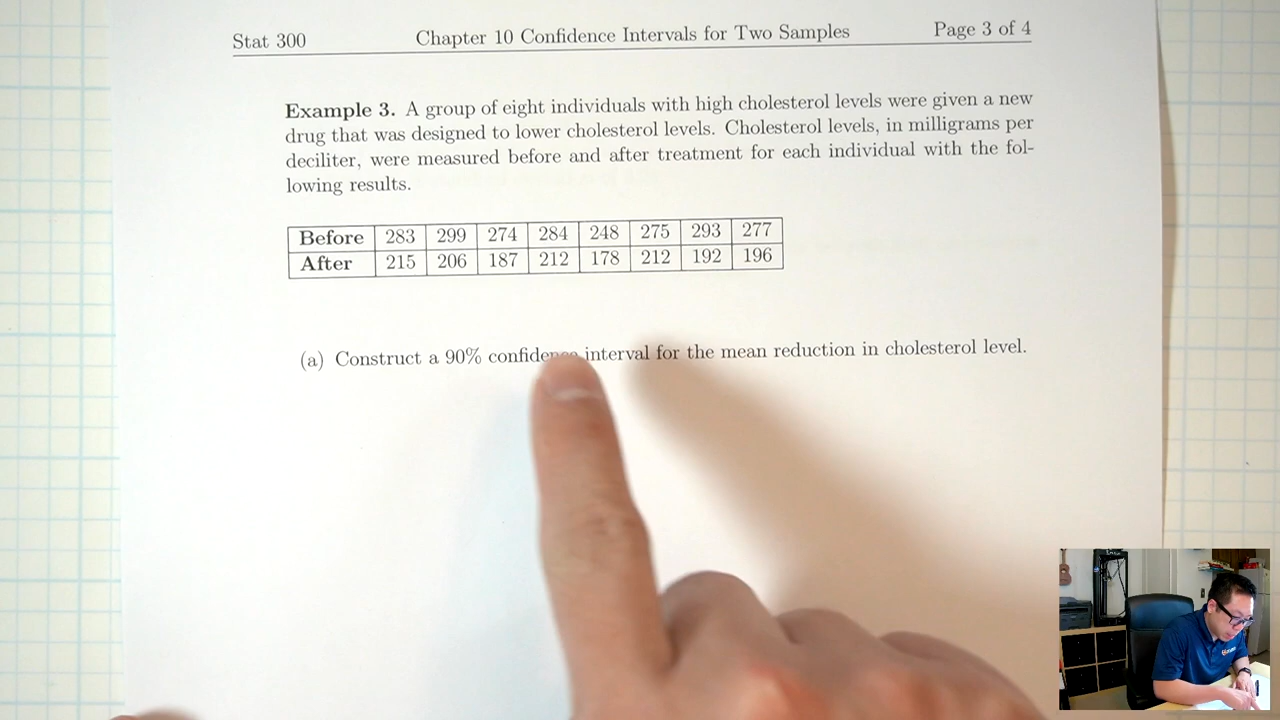 Stat 300 Chapter 10 Confidence Intervals for Two Samples Page 3 of 4
Example 3. A group of eight individuals with high cholesterol levels were given a new
drug that was designed to lower cholesterol levels. Cholesterol levels, in milligrams per
deciliter, were measured before and after treatment for each individual with the fol-
lowing results.
Before 283 299 274 284 248 275 293 277
After 215 206 187 212 178 212 192 196
(a) Construct a 90% confidence interval for the mean reduction in cholesterol level.